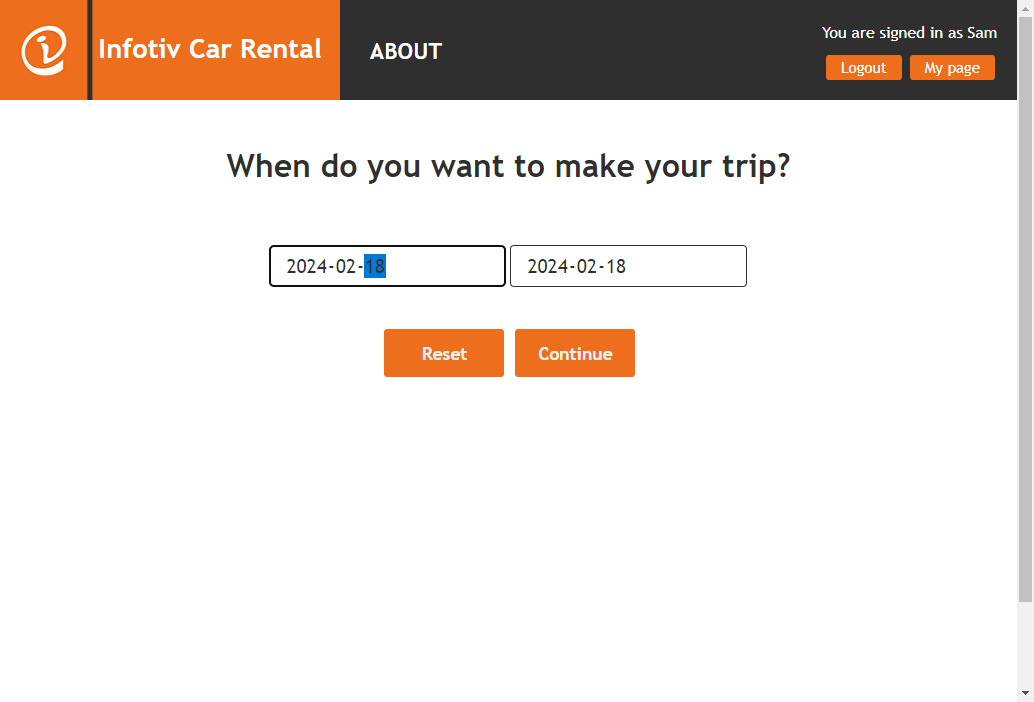 Infotiv Car Rental
ABOUT
You are signed in as Sam
Logout
My page
When do you want to make your trip?
2024-02-18
2024-02-18
Reset
Continue